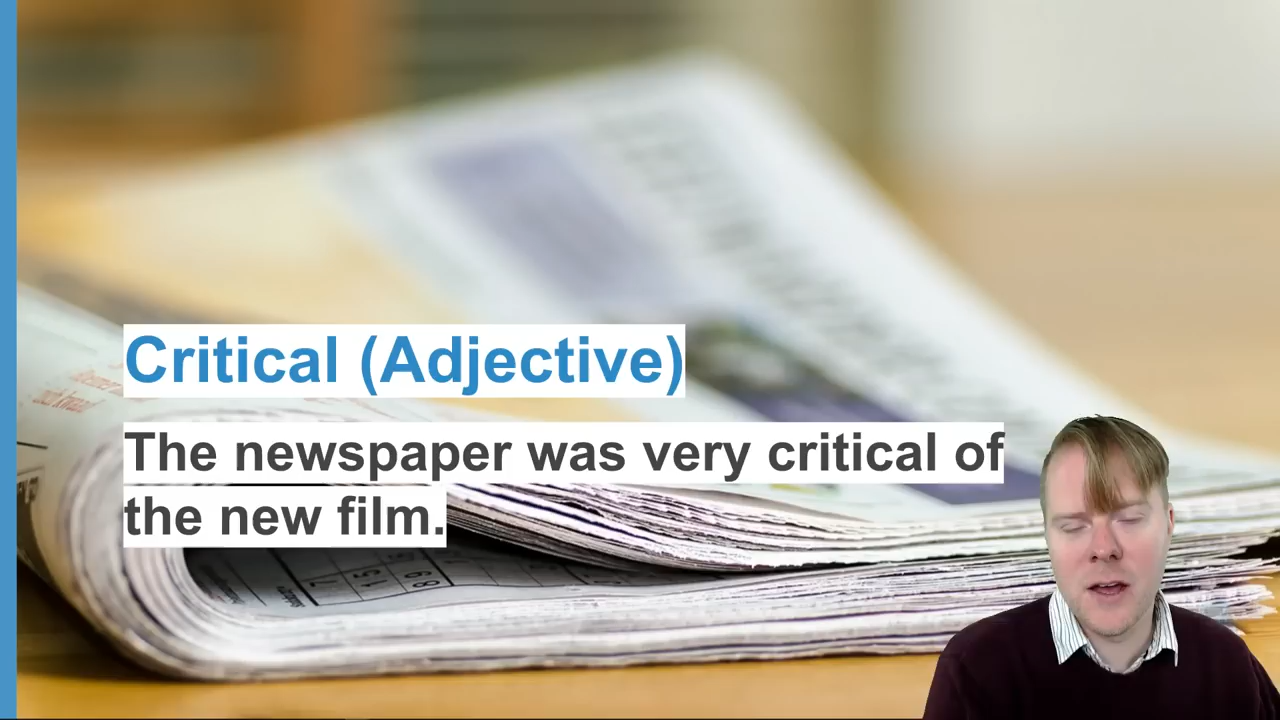 Critical (Adjective)
The newspaper was very critical of
the new film.